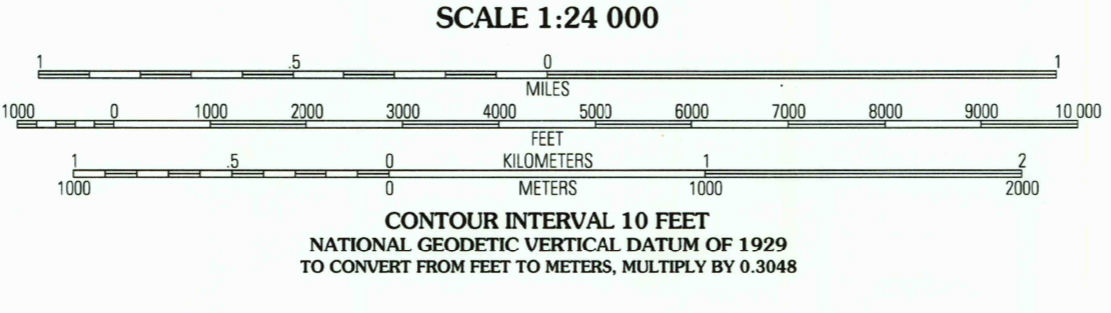 SCALE 1:24 000
1 .5 0 1
MILES
1000 0 1000 2000 3000 4000 5000 6000 7000 8000 9000 10 000
FEET
1 .5 0 KILOMETERS 1 2
1000 0 METERS 1000 2000
CONTOUR INTERVAL 10 FEET
NATIONAL GEODETIC VERTICAL DATUM OF 1929
TO CONVERT FROM FEET TO METERS, MULTIPLY BY 0.3048